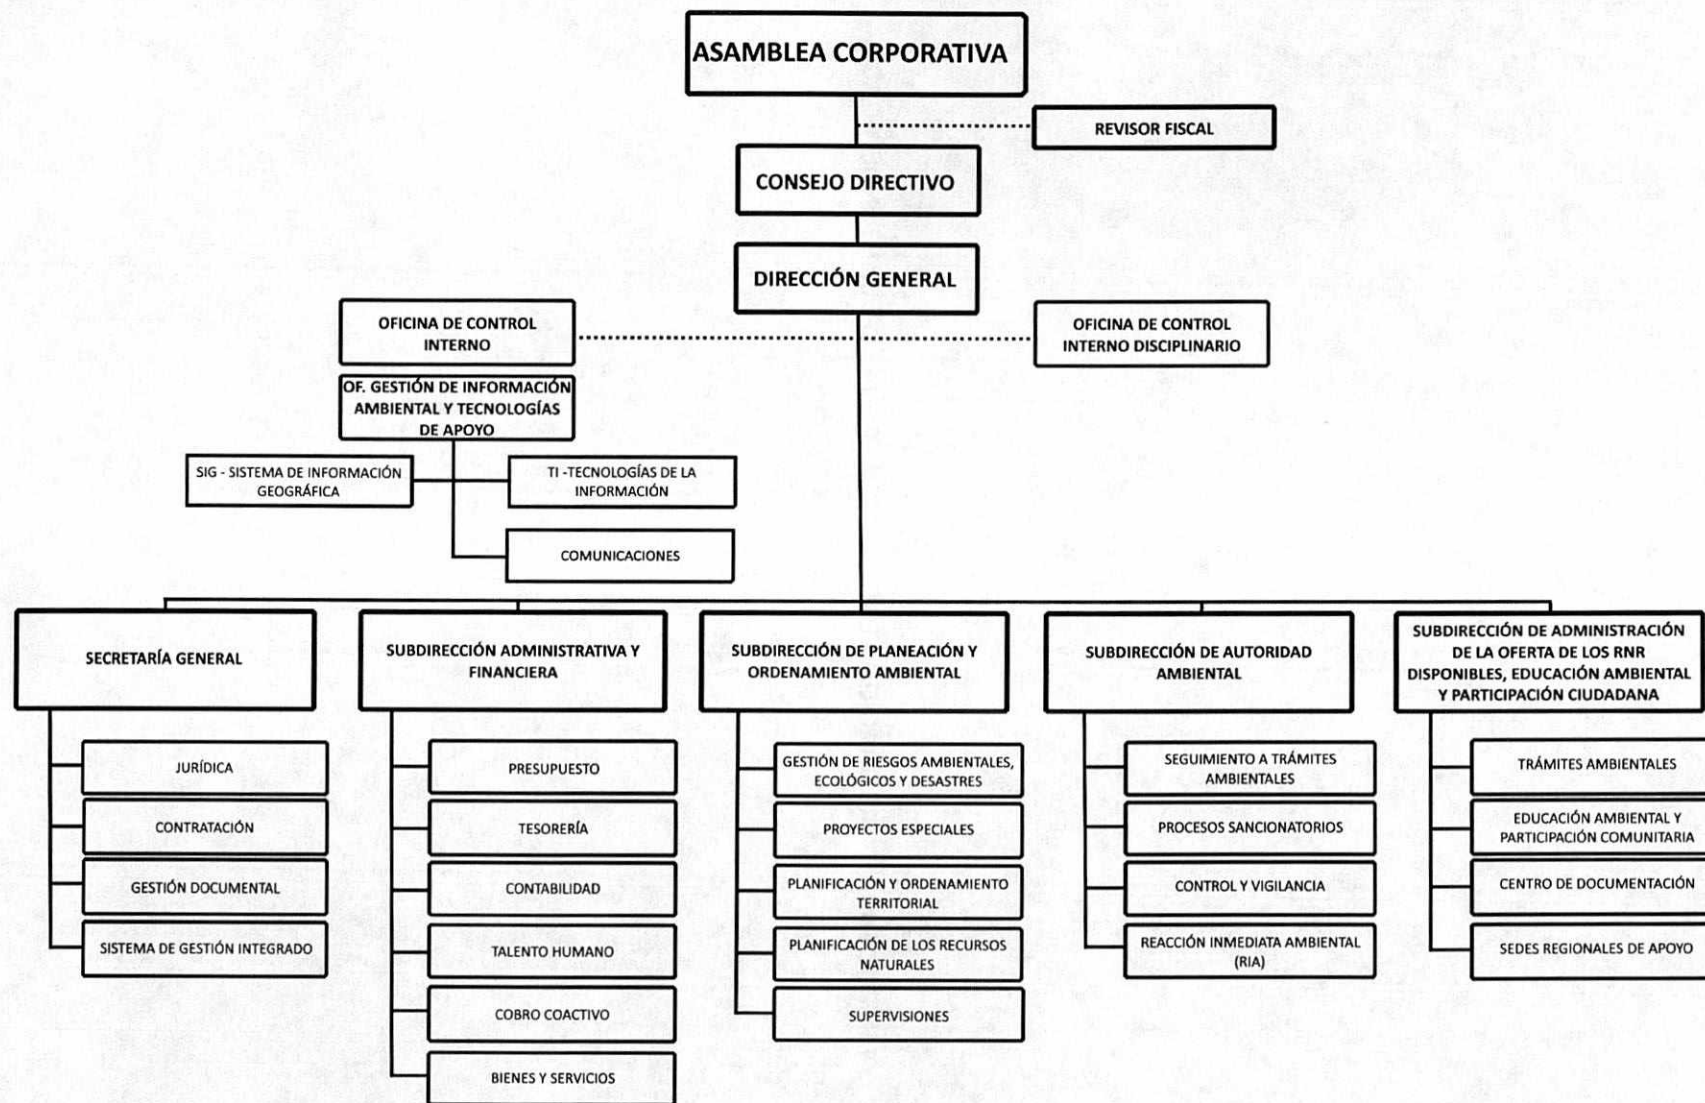 ASAMBLEA CORPORATIVA
REVISOR FISCAL
CONSEJO DIRECTIVO
DIRECCIÓN GENERAL
OFICINA DE CONTROL
INTERNO
OFICINA DE CONTROL
INTERNO DISCIPLINARIO
OF. GESTIÓN DE INFORMACIÓN
AMBIENTAL Y TECNOLOGÍAS
DE APOYO
SIG - SISTEMA DE INFORMACIÓN
GEOGRÁFICA
TI -TECNOLOGÍAS DE LA
INFORMACIÓN
COMUNICACIONES
SECRETARÍA GENERAL
JURÍDICA
CONTRATACIÓN
GESTIÓN DOCUMENTAL
SISTEMA DE GESTIÓN INTEGRADO
SUBDIRECCIÓN ADMINISTRATIVA Y
FINANCIERA
PRESUPUESTO
TESORERÍA
CONTABILIDAD
TALENTO HUMANO
COBRO COACTIVO
BIENES Y SERVICIOS
SUBDIRECCIÓN DE PLANEACIÓN Y
ORDENAMIENTO AMBIENTAL
GESTIÓN DE RIESGOS AMBIENTALES,
ECOLÓGICOS Y DESASTRES
PROYECTOS ESPECIALES
PLANIFICACIÓN Y ORDENAMIENTO
TERRITORIAL
PLANIFICACIÓN DE LOS RECURSOS
NATURALES
SUPERVISIONES
SUBDIRECCIÓN DE AUTORIDAD
AMBIENTAL
SEGUIMIENTO A TRÁMITES
AMBIENTALES
PROCESOS SANCIONATORIOS
CONTROL Y VIGILANCIA
REACCIÓN INMEDIATA AMBIENTAL
(RIA)
SUBDIRECCIÓN DE ADMINISTRACIÓN
DE LA OFERTA DE LOS RNR
DISPONIBLES, EDUCACIÓN AMBIENTAL
Y PARTICIPACIÓN CIUDADANA
TRÁMITES AMBIENTALES
EDUCACIÓN AMBIENTAL Y
PARTICIPACIÓN COMUNITARIA
CENTRO DE DOCUMENTACIÓN
SEDES REGIONALES DE APOYO